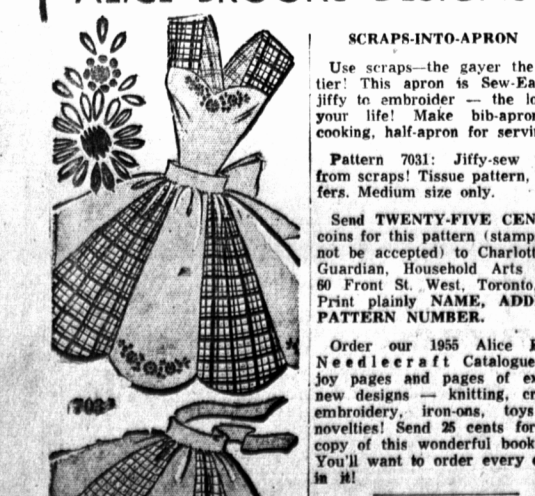 ALICE BROOKS DESIGNS
SCRAPS-INTO-APRON
Use scraps—the gayer the
tier! This apron is Sew-Ea
jiffy to embroider — the lo
your life! Make bib-apron
cooking, half-apron for servi
Pattern 7031: Jiffy-sew
from scraps! Tissue pattern,
fers. Medium size only.
Send TWENTY-FIVE CEN
coins for this pattern (stamp
not be accepted) to Charlott
Guardian, Household Arts
60 Front St. West, Toronto,
Print plainly NAME, ADD
PATTERN NUMBER.
Order our 1955 Alice
Needlecraft Catalogue
joy pages and pages of ex
new designs — knitting, cr
embroidery, iron-ons, toys
novelties! Send 25 cents for
copy of this wonderful book
You'll want to order every
in it!
7031